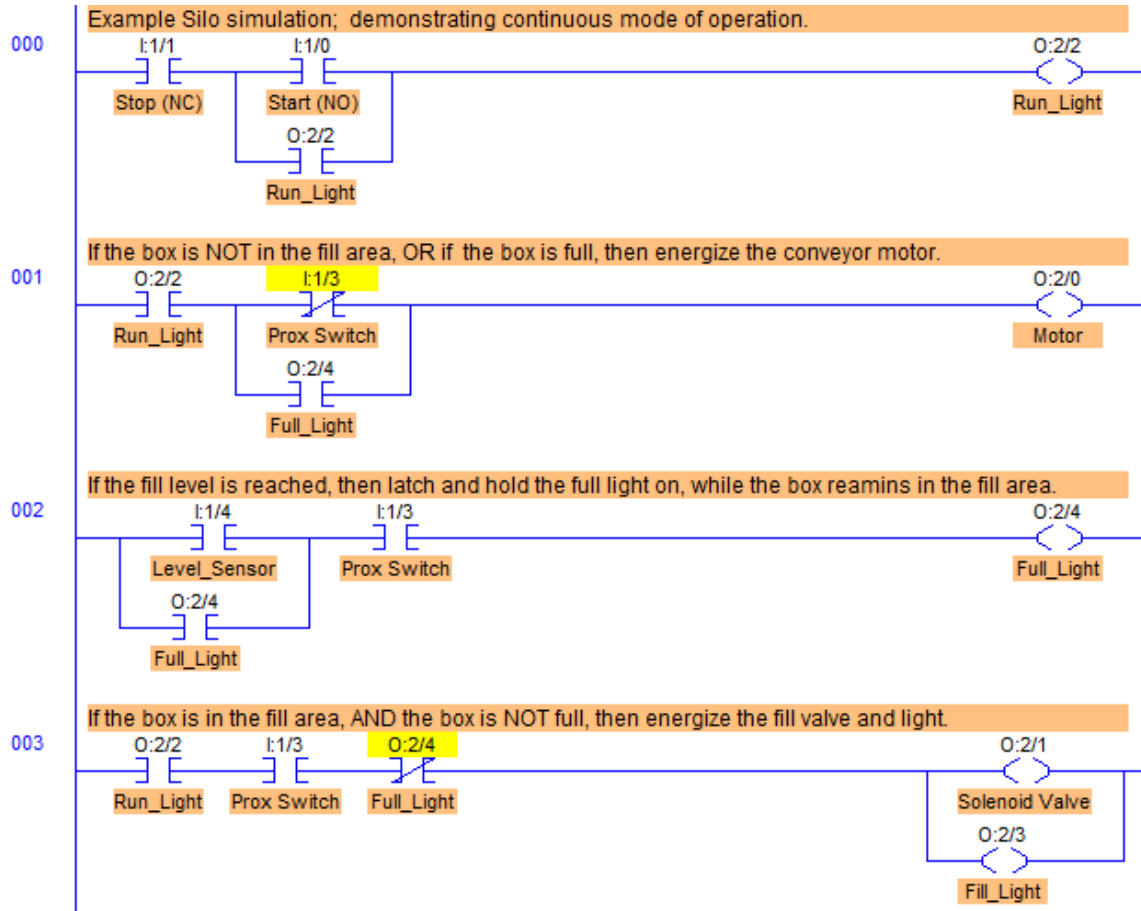 Example Silo simulation; demonstrating continuous mode of operation.
000
I:1/1 I:1/0 O:2/2
Stop (NC) Start (NO) Run_Light
O:2/2
Run_Light
If the box is NOT in the fill area, OR if the box is full, then energize the conveyor motor.
001
O:2/2 I:1/3 O:2/0
Run_Light Prox Switch Motor
O:2/4
Full_Light
If the fill level is reached, then latch and hold the full light on, while the box reamins in the fill area.
002
I:1/4 I:1/3 O:2/4
Level_Sensor Prox Switch Full_Light
O:2/4
Full_Light
If the box is in the fill area, AND the box is NOT full, then energize the fill valve and light.
003
O:2/2 I:1/3 O:2/4 O:2/1
Run_Light Prox Switch Full_Light Solenoid Valve
O:2/3
Fill_Light